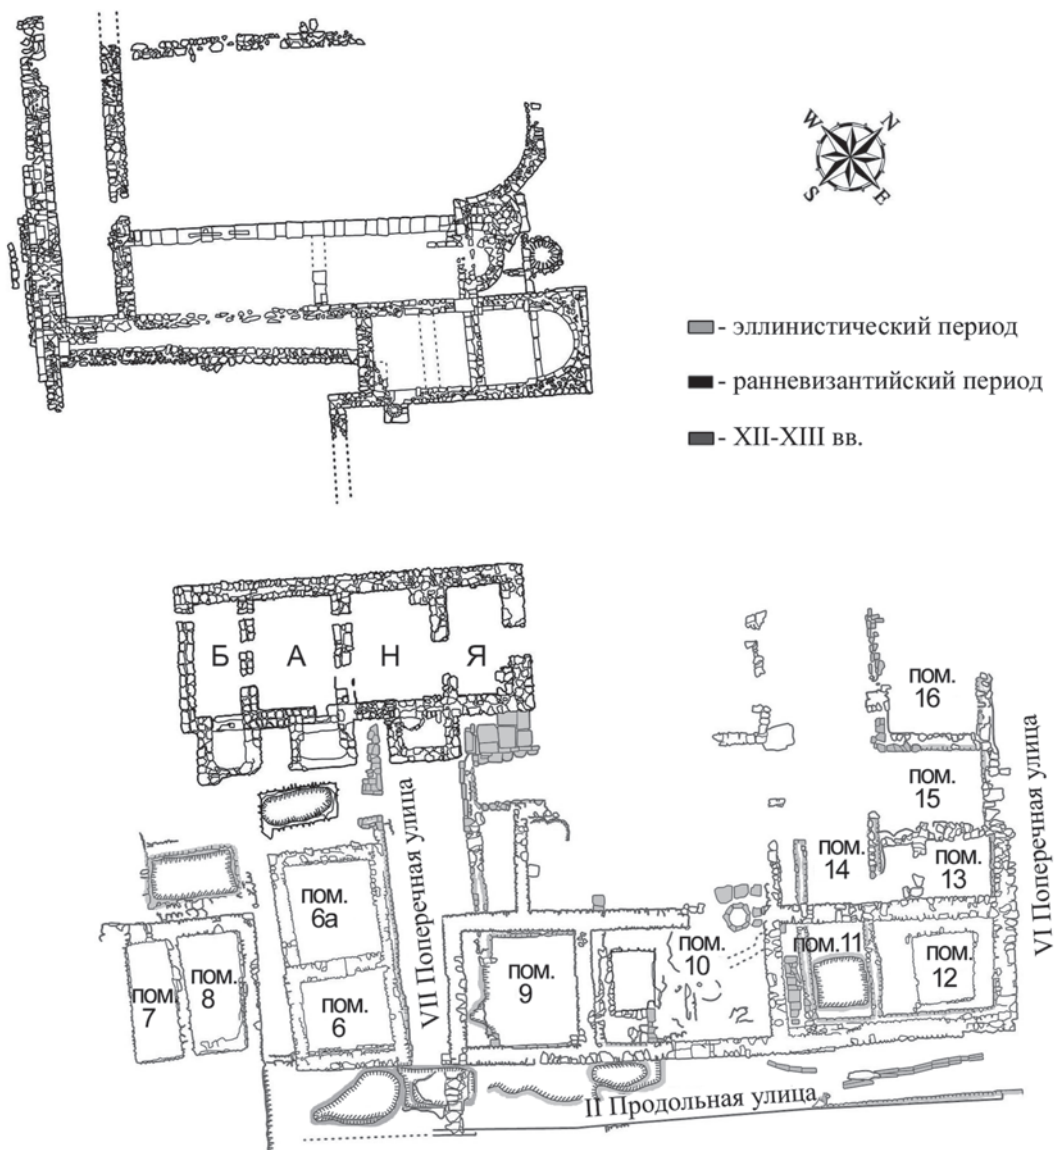 W N
S E
- эллинистический период
- ранневизантийский период
- XII-XIII вв.
Б А Н Я
пом.
16
пом.
15
пом.
14
пом.
13
VI Поперечная улица
VII Поперечная улица
пом.
6а
пом.
6
пом.
7
пом.
8
пом.
9
пом.
10
пом.11
пом.
12
II Продольная улица